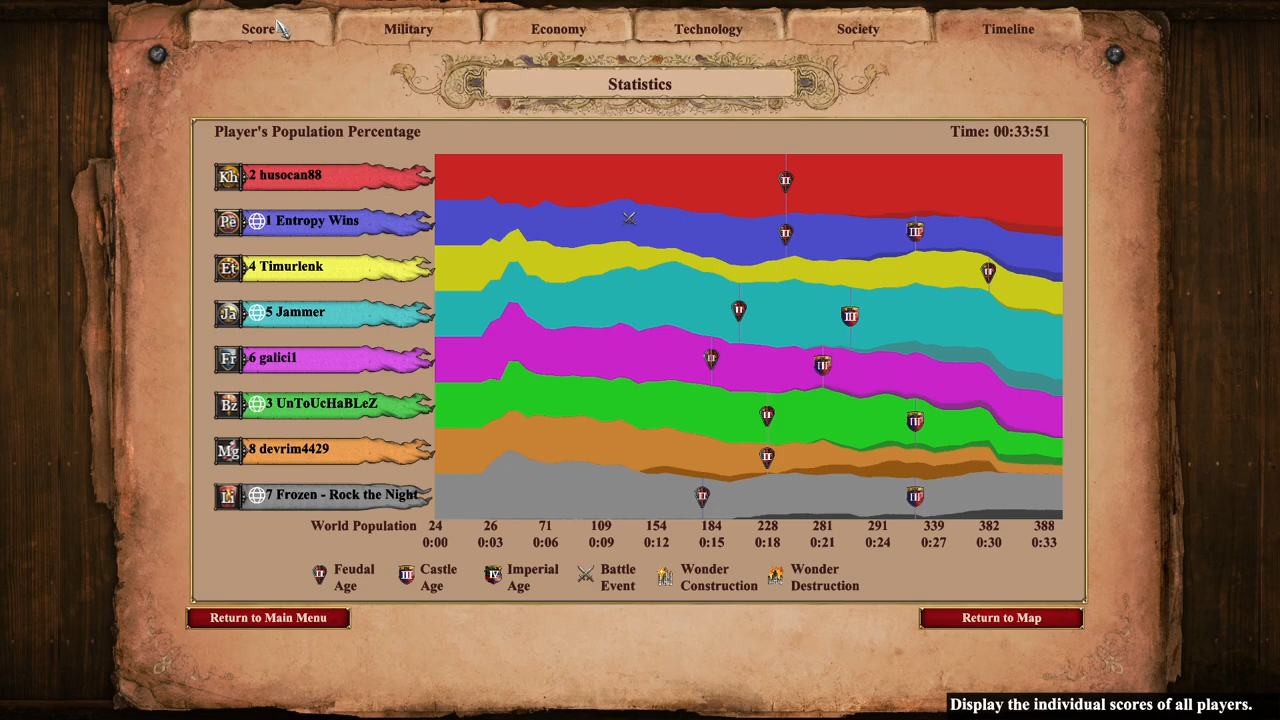 Score Military Economy Technology Society Timeline
Statistics
Player's Population Percentage Time: 00:33:51
Kh 2 husocan88
Pe 1 Entropy Wins
Et 4 Timurlenk
Ja 5 Jammer
Fr 6 galici1
Bz 3 UnToUcHaBLeZ
Mg 8 devrim4429
Li 7 Frozen - Rock the Night
World Population 24 26 71 109 154 184 228 281 291 339 382 388
0:00 0:03 0:06 0:09 0:12 0:15 0:18 0:21 0:24 0:27 0:30 0:33
II Feudal Age
III Castle Age
IV Imperial Age
Battle Event
Wonder Construction
Wonder Destruction
Return to Main Menu Return to Map
Display the individual scores of all players.